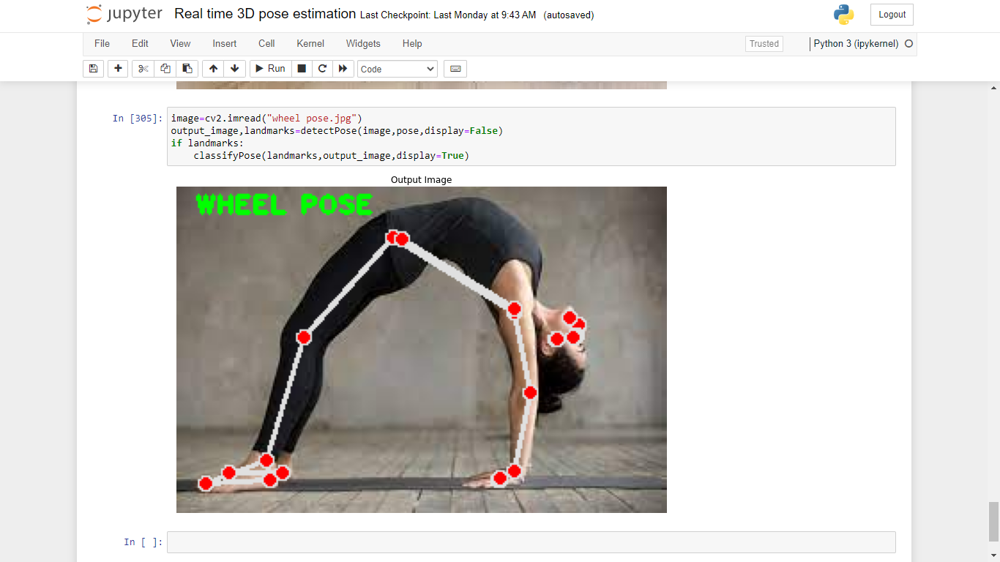 jupyter Real time 3D pose estimation Last Checkpoint: Last Monday at 9:43 AM (autosaved) Logout
File Edit View Insert Cell Kernel Widgets Help Trusted Python 3 (ipykernel)
Run Code
In [305]: image=cv2.imread("wheel pose.jpg")
output_image,landmarks=detectPose(image,pose,display=False)
if landmarks:
    classifyPose(landmarks,output_image,display=True)
Output Image
WHEEL POSE
In [ ]: